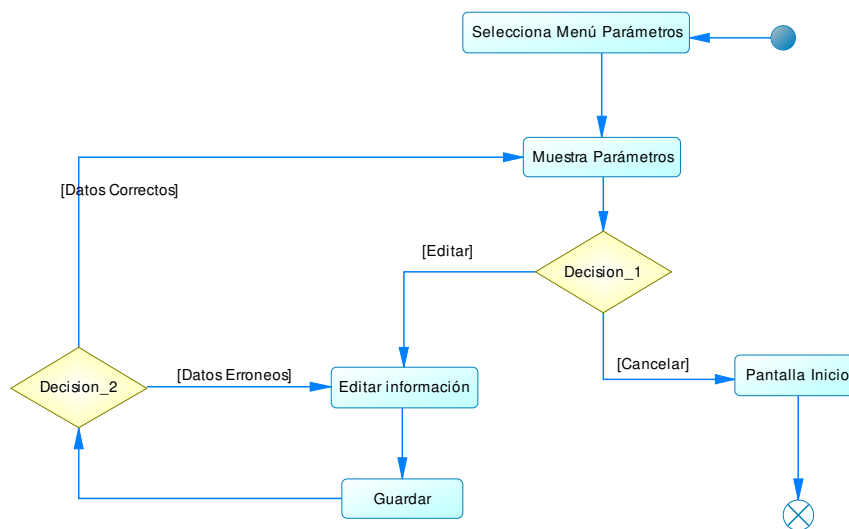 Selecciona Menú Parámetros
Muestra Parámetros
[Datos Correctos]
[Editar]
Decision_1
[Cancelar]
Pantalla Inicio
Decision_2
[Datos Erroneos]
Editar información
Guardar